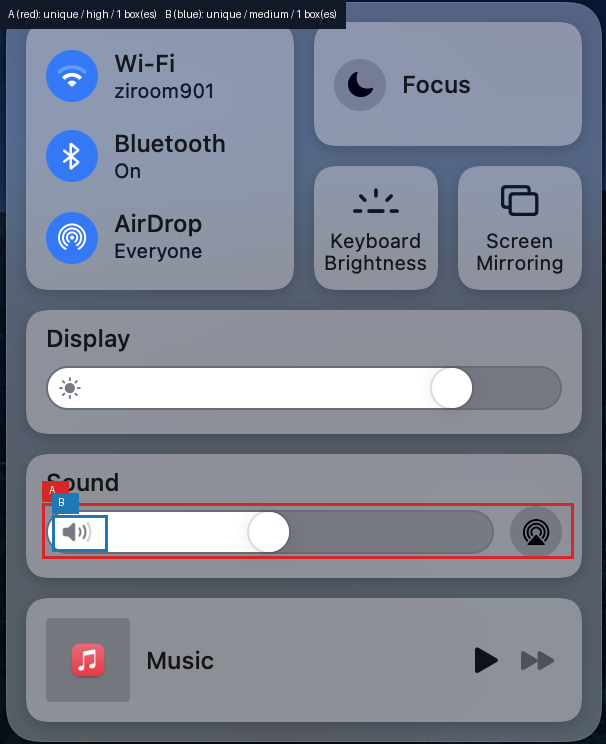 A (red): unique / high / 1 box(es) B (blue): unique / medium / 1 box(es)
Wi-Fi
ziroom901
Bluetooth
On
AirDrop
Everyone
Focus
Keyboard
Brightness
Screen
Mirroring
Display
Sound
A
B
Music